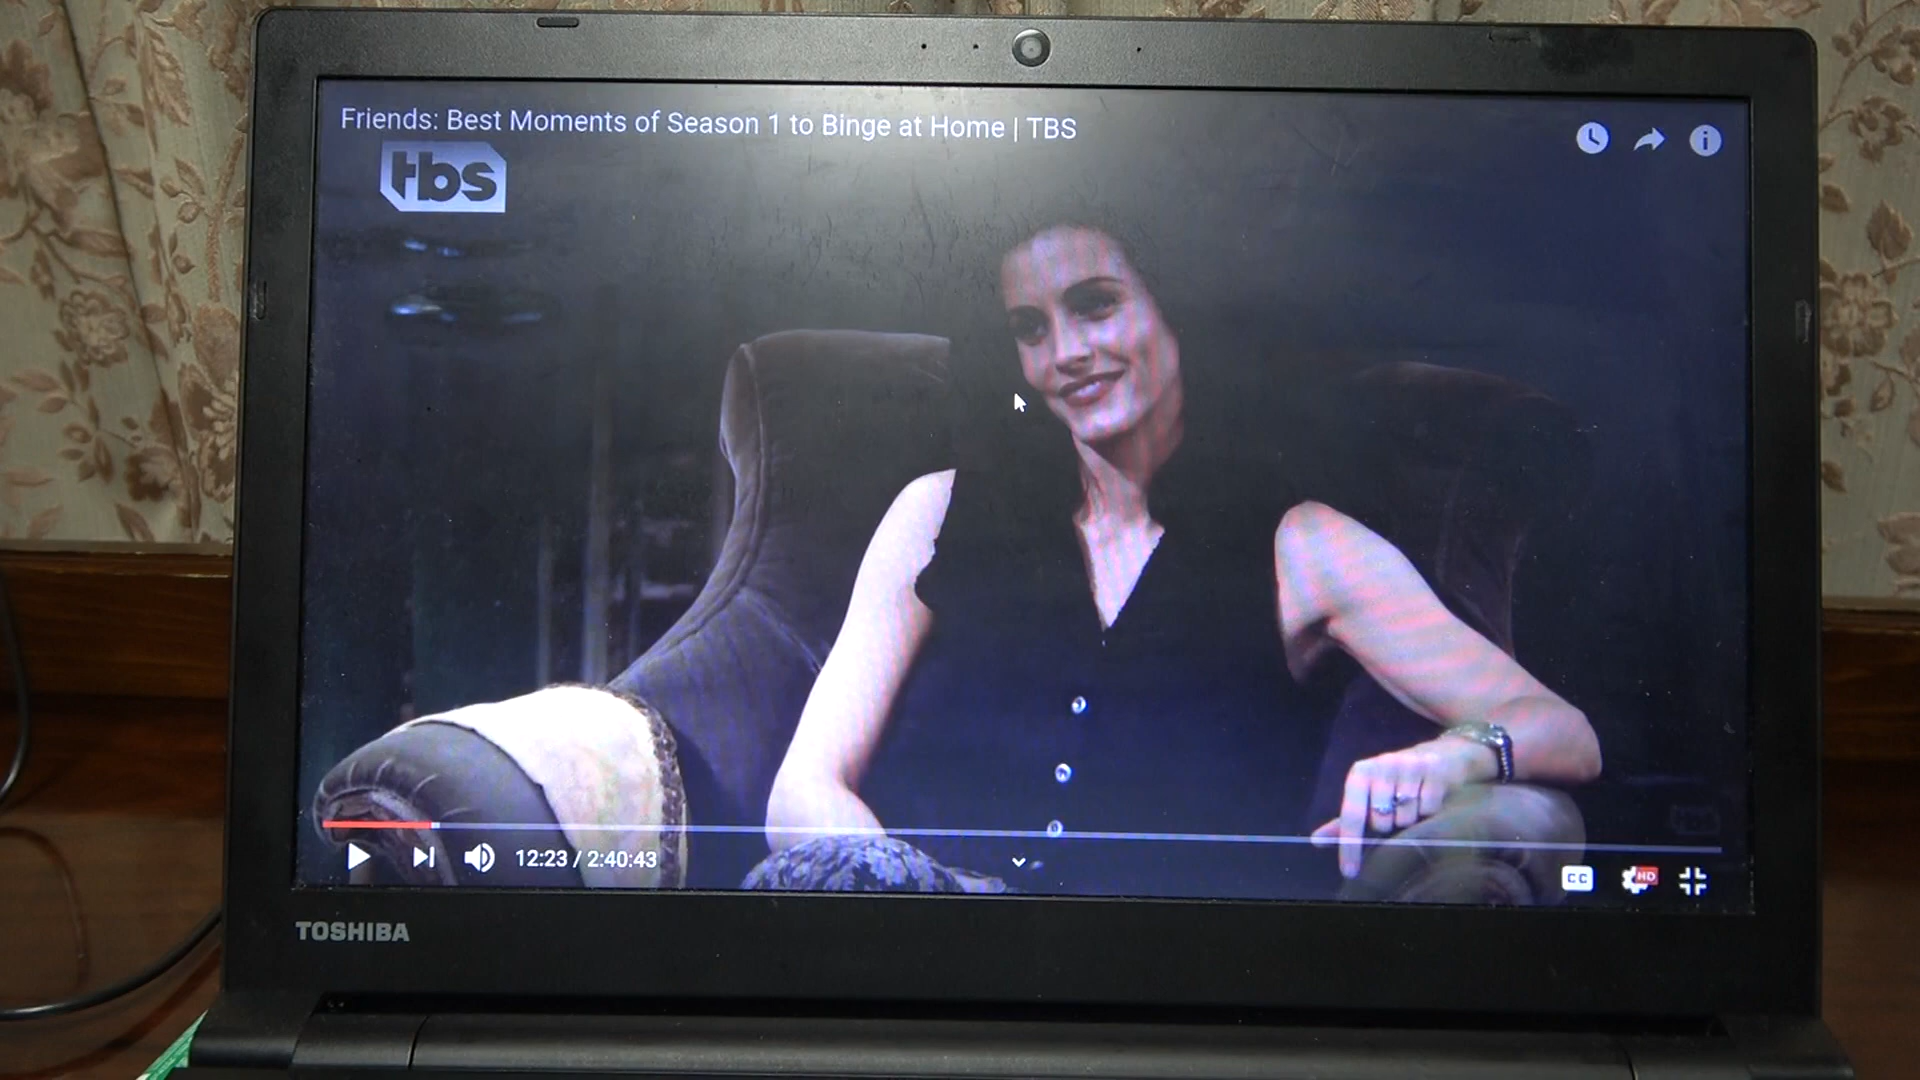 Friends: Best Moments of Season 1 to Binge at Home | TBS
tbs
tbs
12:23 / 2:40:43
CC
HD
TOSHIBA